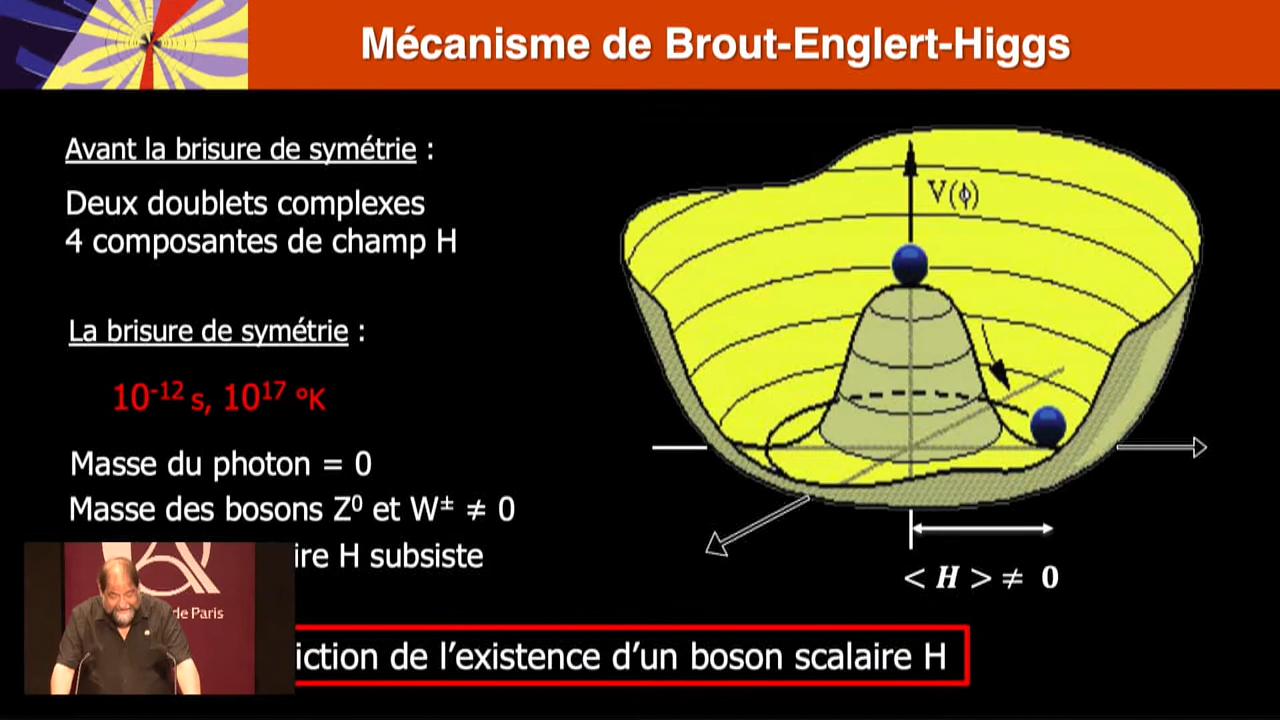 Mécanisme de Brout-Englert-Higgs
Avant la brisure de symétrie :
Deux doublets complexes
4 composantes de champ H
La brisure de symétrie :
10⁻¹² s, 10¹⁷ °K
Masse du photon = 0
Masse des bosons Z⁰ et W± ≠ 0
ire H subsiste
iction de l’existence d’un boson scalaire H
V(ϕ)
< H > ≠ 0
de Paris